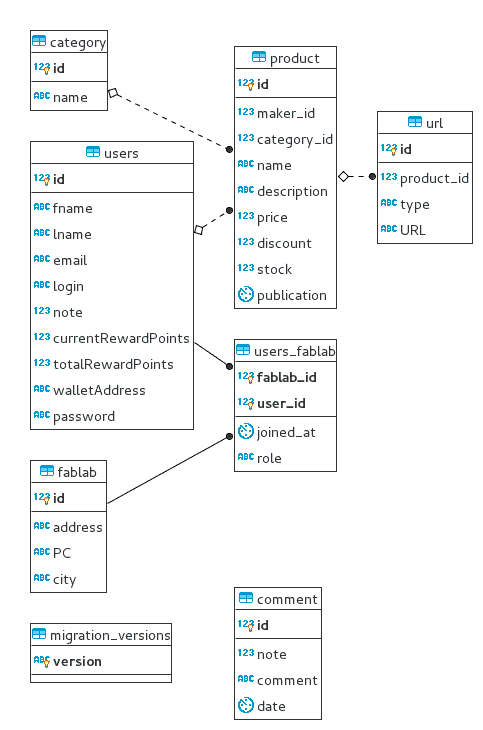 category
123 id
ABC name
users
123 id
ABC fname
ABC lname
ABC email
ABC login
123 note
123 currentRewardPoints
123 totalRewardPoints
ABC walletAddress
ABC password
fablab
123 id
ABC address
ABC PC
ABC city
migration_versions
ABC version
product
123 id
123 maker_id
123 category_id
ABC name
ABC description
123 price
123 discount
123 stock
publication
users_fablab
123 fablab_id
123 user_id
joined_at
ABC role
comment
123 id
123 note
ABC comment
date
url
123 id
123 product_id
ABC type
ABC URL